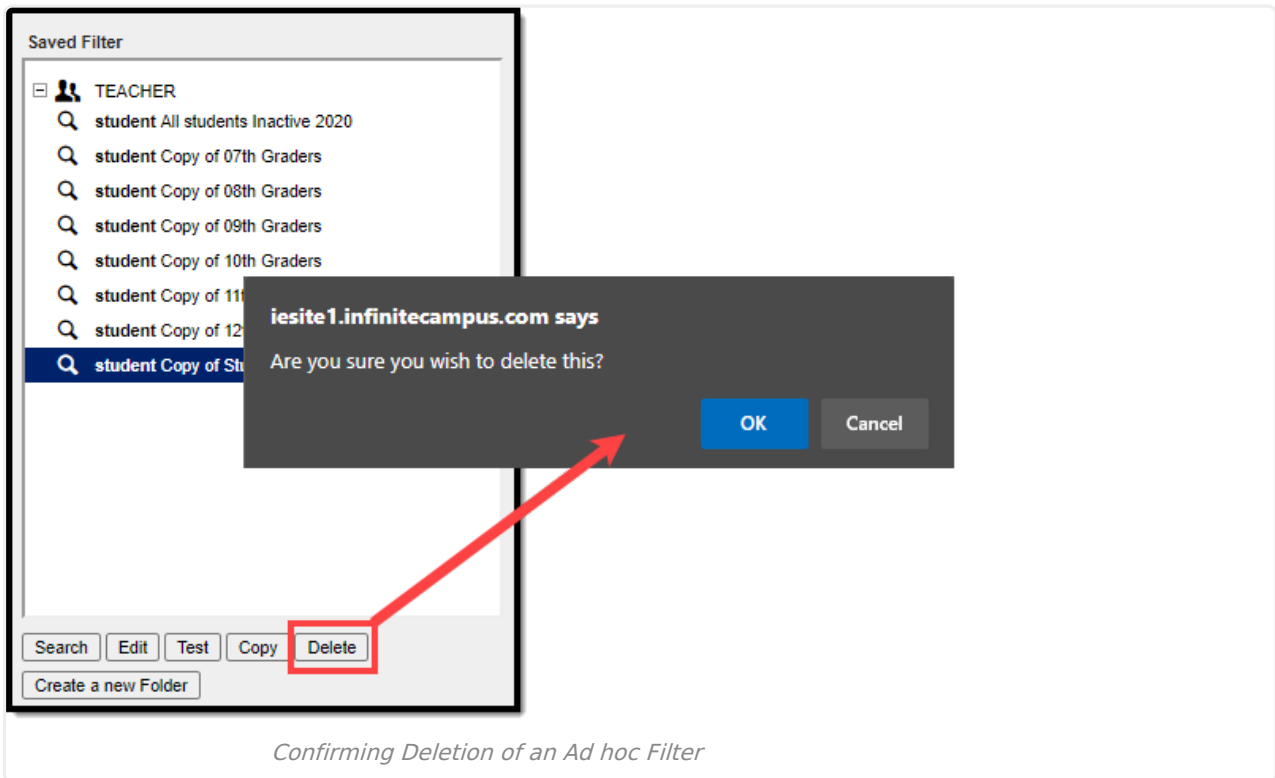 Saved Filter
TEACHER
student All students Inactive 2020
student Copy of 07th Graders
student Copy of 08th Graders
student Copy of 09th Graders
student Copy of 10th Graders
student Copy of
student Copy of
student Copy of
iesite1.infinitecampus.com says
Are you sure you wish to delete this?
OK Cancel
Search Edit Test Copy Delete
Create a new Folder
Confirming Deletion of an Ad hoc Filter